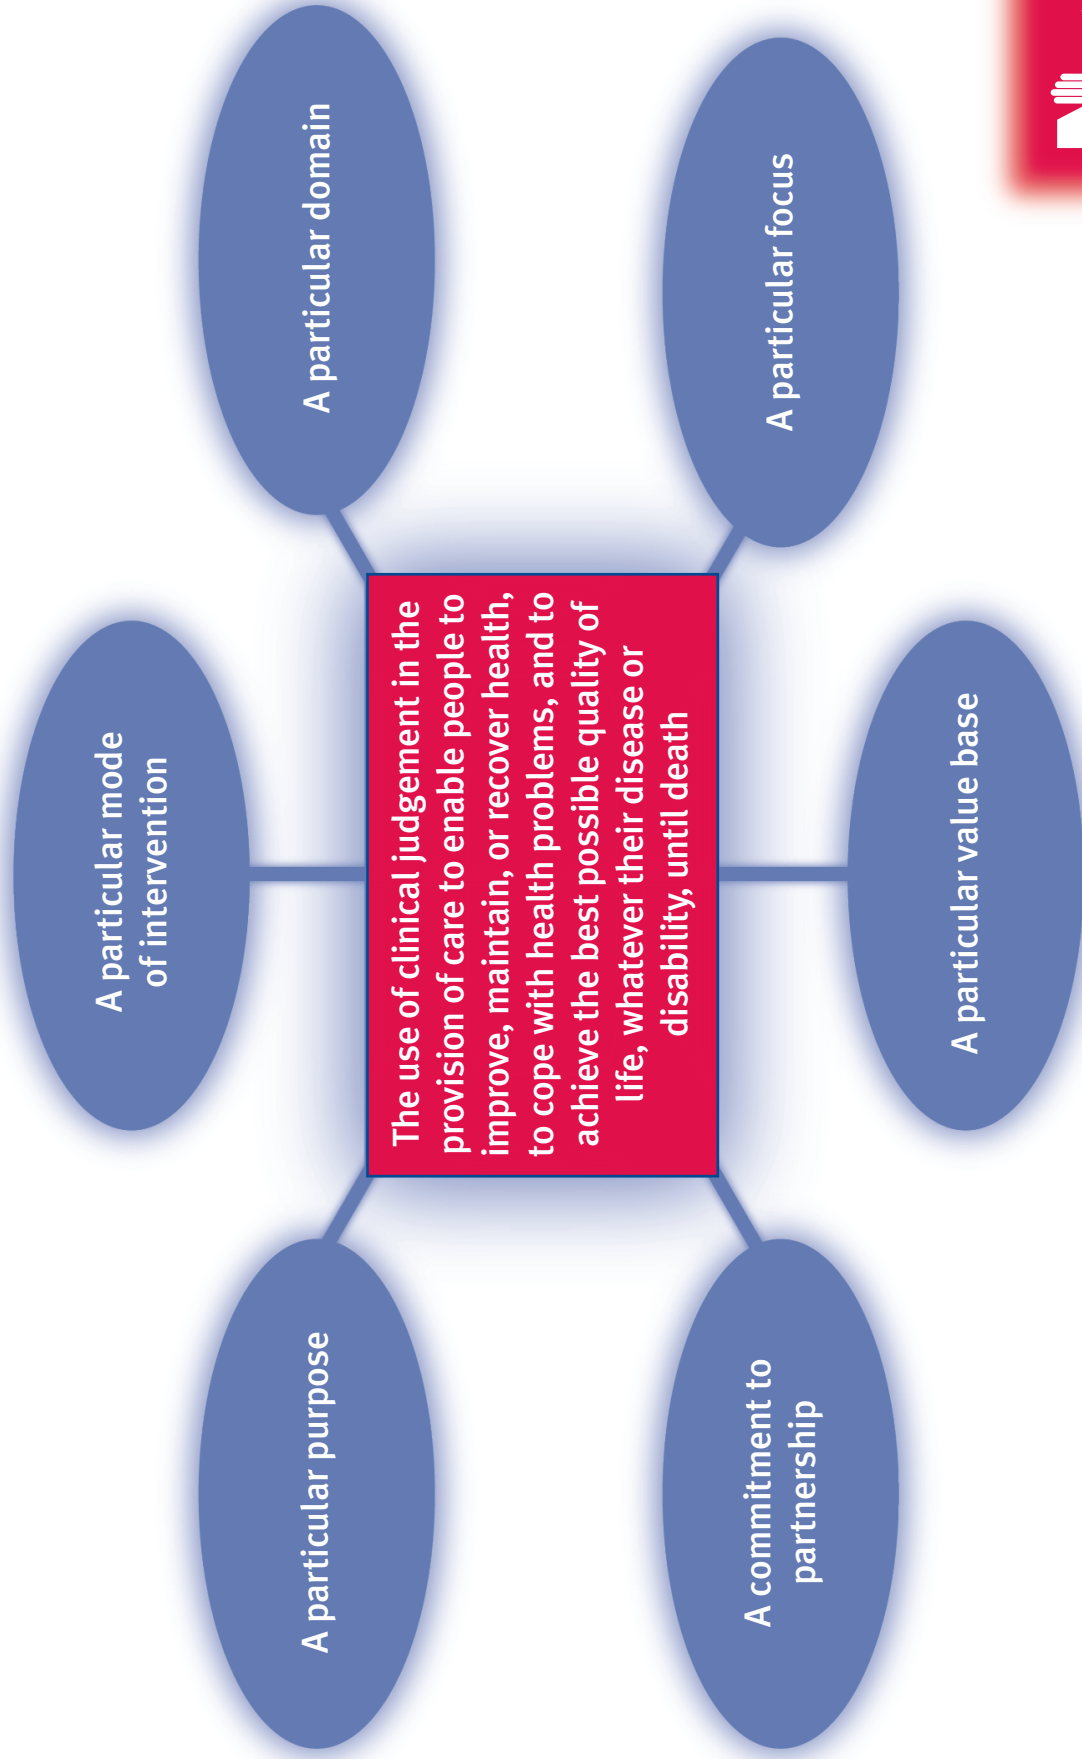 A particular mode
of intervention
A particular purpose
A particular domain
The use of clinical judgement in the
provision of care to enable people to
improve, maintain, or recover health,
to cope with health problems, and to
achieve the best possible quality of
life, whatever their disease or
disability, until death
A commitment to
partnership
A particular focus
A particular value base